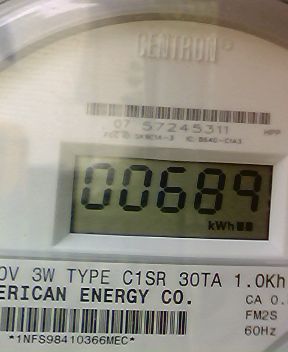 CENTRON®
07 57245311 HPP
00689
kWh
0V 3W TYPE C1SR 30TA 1.0Kh
ERICAN ENERGY CO. CA 0.
FM2S
60Hz
*1NFS98410366MEC*